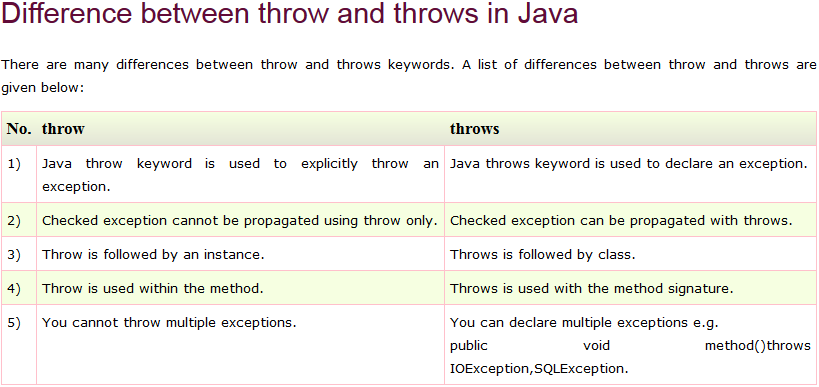 Difference between throw and throws in Java
There are many differences between throw and throws keywords. A list of differences between throw and throws are
given below:
No. throw throws
1) Java throw keyword is used to explicitly throw an exception. Java throws keyword is used to declare an exception.
2) Checked exception cannot be propagated using throw only. Checked exception can be propagated with throws.
3) Throw is followed by an instance. Throws is followed by class.
4) Throw is used within the method. Throws is used with the method signature.
5) You cannot throw multiple exceptions. You can declare multiple exceptions e.g.
public void method()throws
IOException,SQLException.